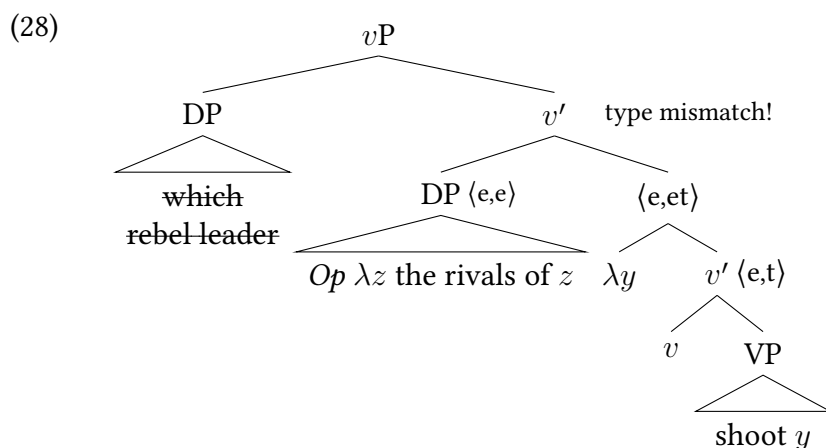 (28)
vP
DP v′ type mismatch!
which DP ⟨e,e⟩ ⟨e,et⟩
rebel leader
Op λz the rivals of z λy v′ ⟨e,t⟩
v VP
shoot y